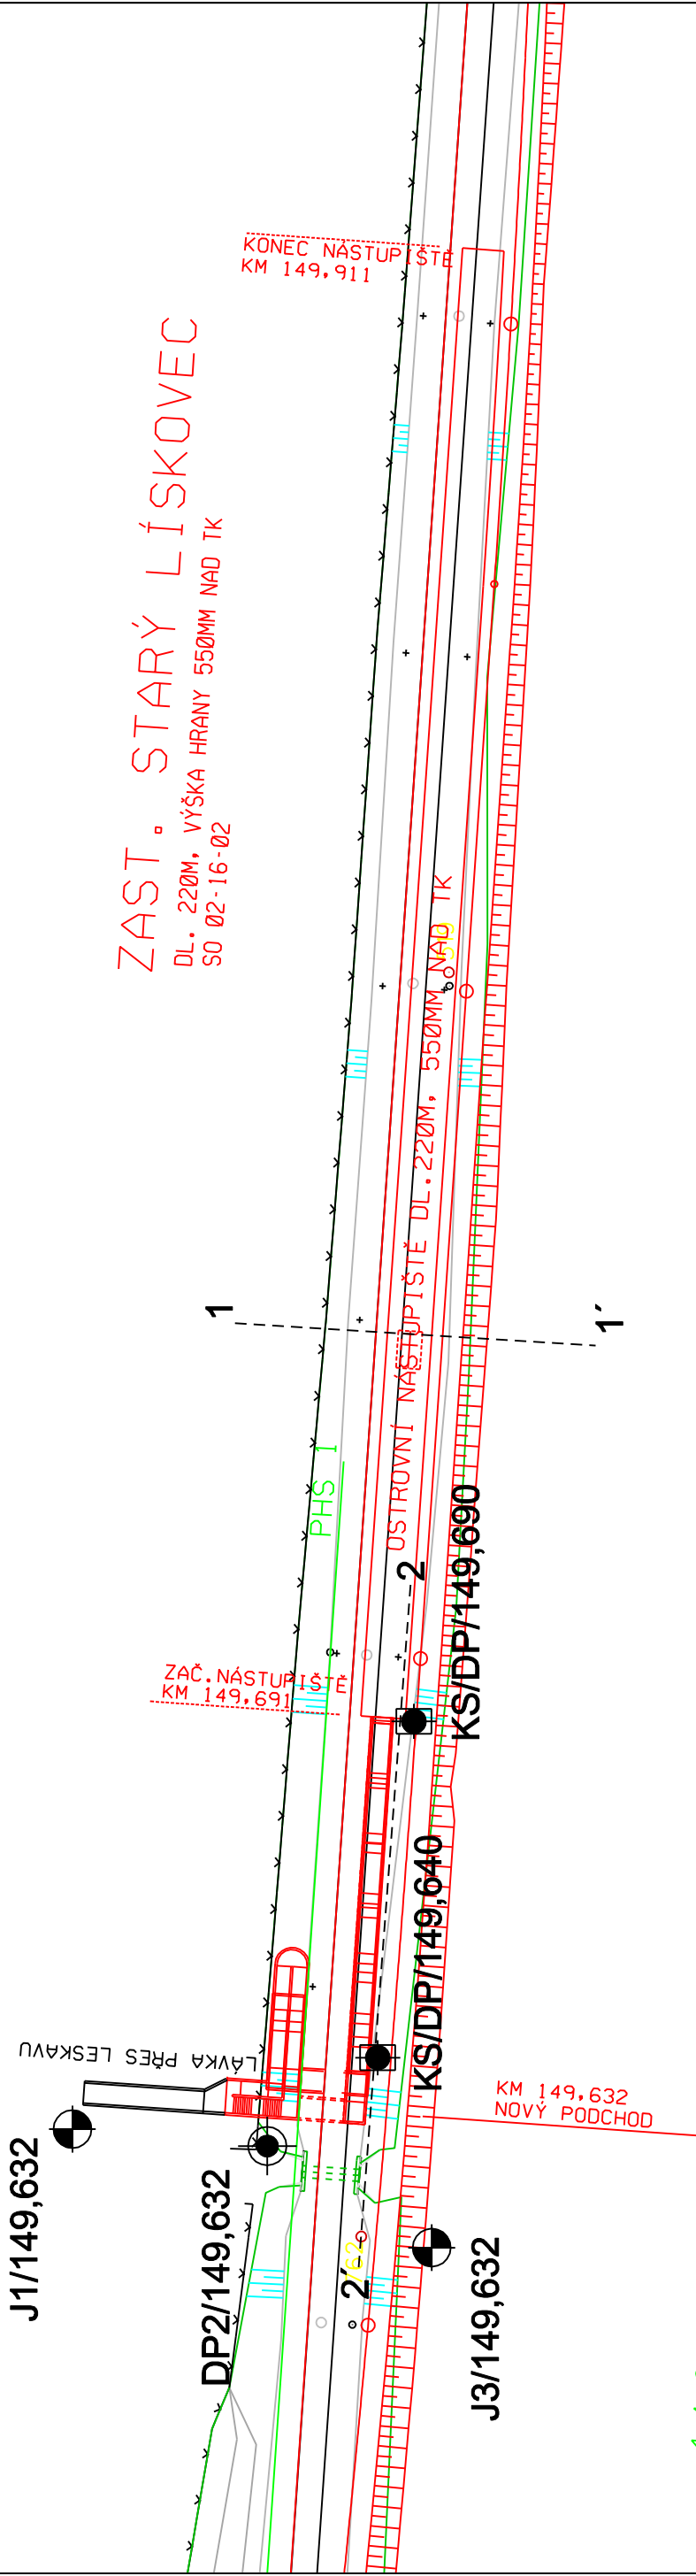 KONEC NÁSTUPIŠTĚ
KM 149,911
ZAST. STARÝ LÍSKOVEC
DL. 220M, VÝŠKA HRANY 550MM NAD TK
SO 02-16-02
519
OSTROVNÍ NÁSTUPIŠTĚ DL.220M, 550MM NAD TK
1
1´
PHS 1
2
KS/DP/149,690
ZAČ.NÁSTUPIŠTĚ
KM 149,691
KS/DP/149,640
LÁVKA PŘES LESKAVU
KM 149,632
NOVÝ PODCHOD
J1/149,632
DP2/149,632
762
2´
J3/149,632